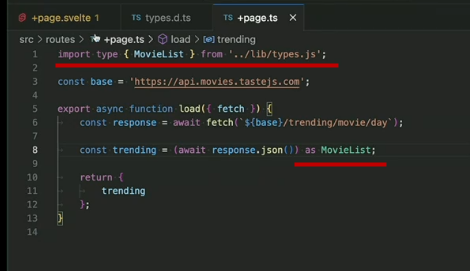 +page.svelte 1
types.d.ts
+page.ts
src > routes > +page.ts > load > trending
1 import type { MovieList } from '../lib/types.js';
2
3 const base = 'https://api.movies.tastejs.com';
4
5 export async function load({ fetch }) {
6 const response = await fetch(`${base}/trending/movie/day`);
7
8 const trending = (await response.json()) as MovieList;
9
10 return {
11 trending
12 };
13 }
14